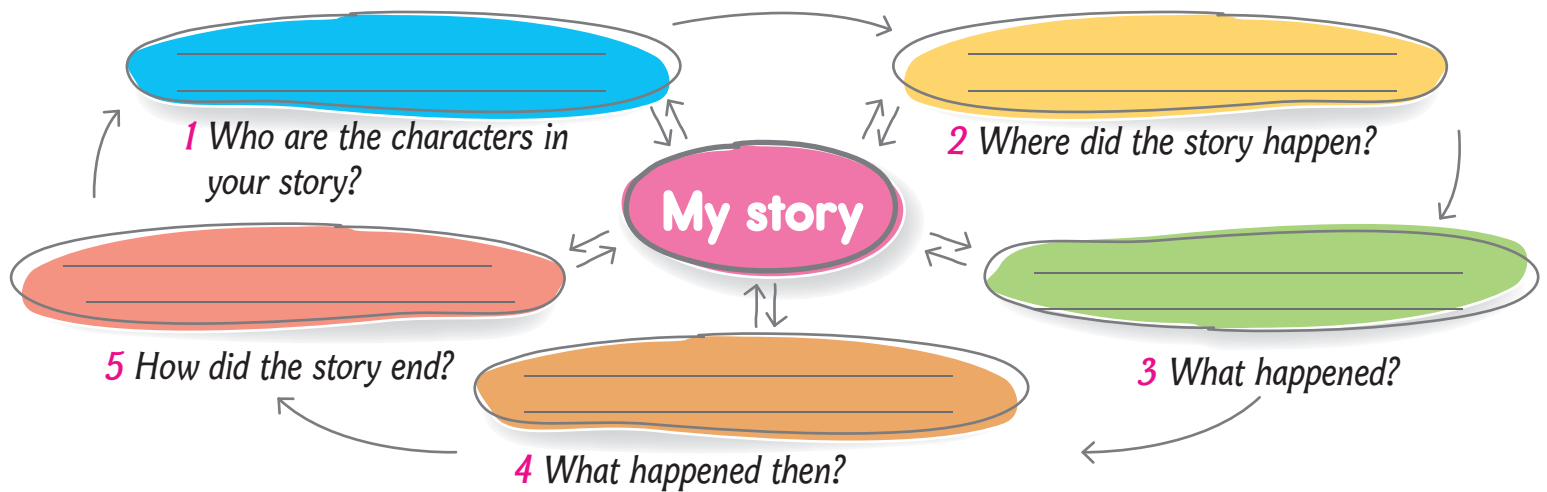 1 Who are the characters in
your story?
2 Where did the story happen?
My story
3 What happened?
4 What happened then?
5 How did the story end?